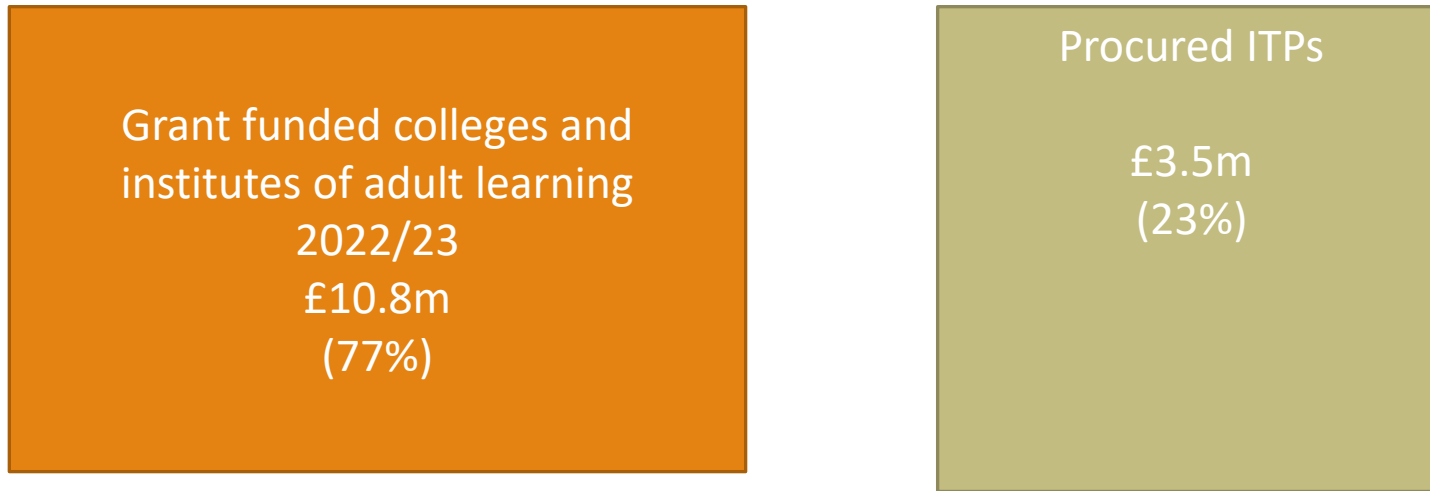 Grant funded colleges and
institutes of adult learning
2022/23
£10.8m
(77%)
Procured ITPs
£3.5m
(23%)